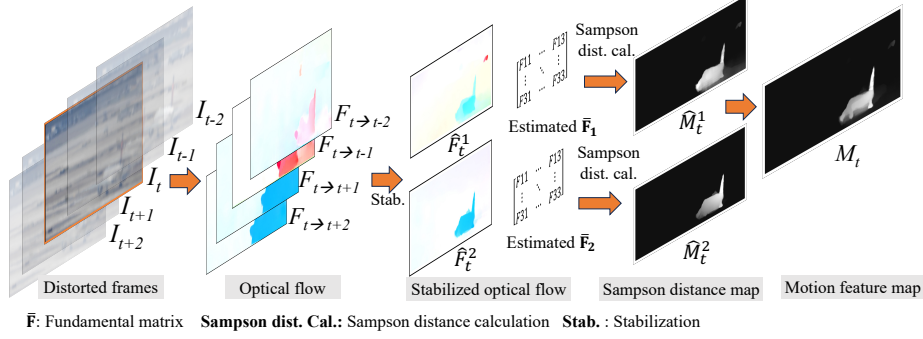 I_{t-2}
I_{t-1}
I_t
I_{t+1}
I_{t+2}
F_{t→t-2}
F_{t→t-1}
F_{t→t+1}
F_{t→t+2}
Stab.
F̂_t^1
F̂_t^2
F11 ... F13
⋮ ⋱ ⋮
F31 ... F33
Estimated F̄₁
F11 ... F13
⋮ ⋱ ⋮
F31 ... F33
Estimated F̄₂
Sampson
dist. cal.
Sampson
dist. cal.
M̂_t^1
M̂_t^2
M_t
Distorted frames
Optical flow
Stabilized optical flow
Sampson distance map
Motion feature map
F̄: Fundamental matrix Sampson dist. Cal.: Sampson distance calculation Stab. : Stabilization